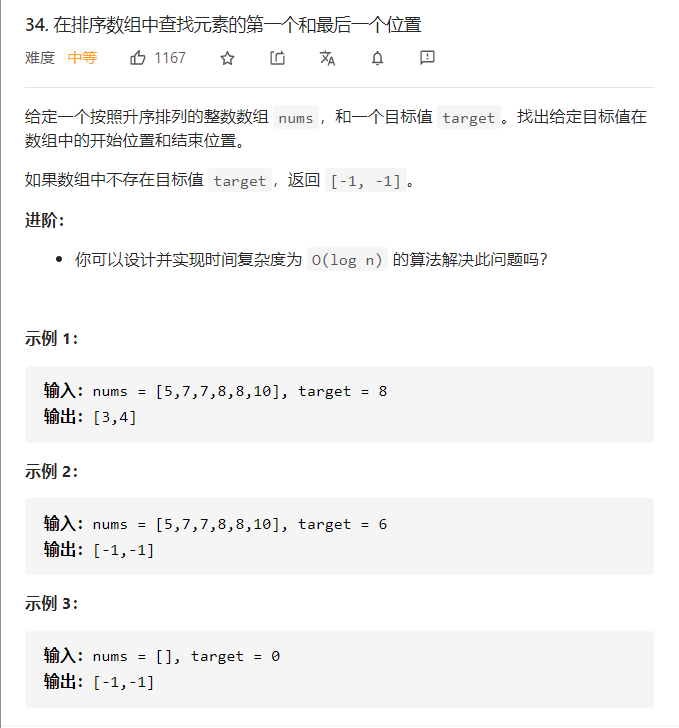 34. 在排序数组中查找元素的第一个和最后一个位置
难度 中等 1167
给定一个按照升序排列的整数数组 nums，和一个目标值 target。找出给定目标值在
数组中的开始位置和结束位置。
如果数组中不存在目标值 target，返回 [-1, -1]。
进阶：
• 你可以设计并实现时间复杂度为 O(log n) 的算法解决此问题吗？
示例 1：
输入：nums = [5,7,7,8,8,10], target = 8
输出：[3,4]
示例 2：
输入：nums = [5,7,7,8,8,10], target = 6
输出：[-1,-1]
示例 3：
输入：nums = [], target = 0
输出：[-1,-1]